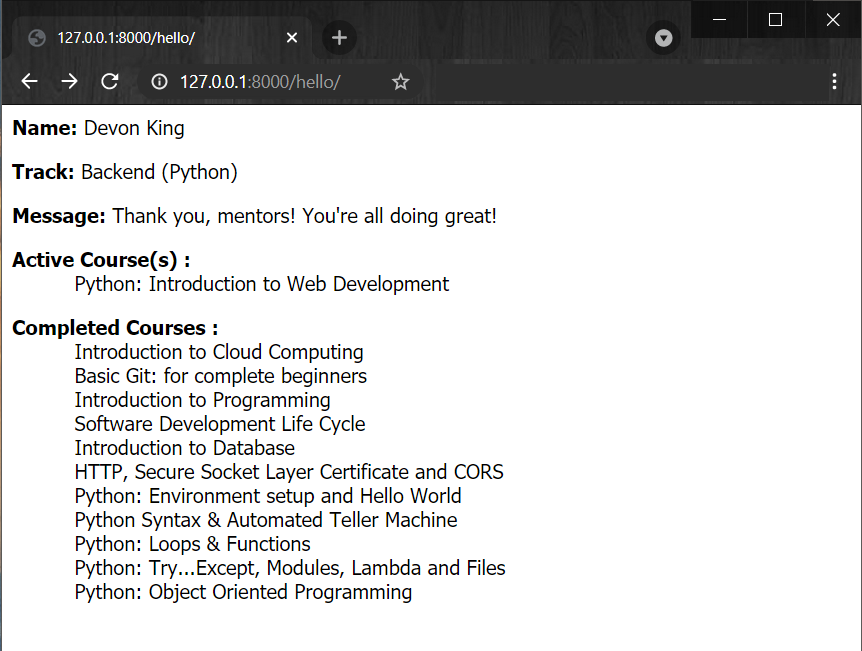 127.0.0.1:8000/hello/
127.0.0.1:8000/hello/
Name: Devon King
Track: Backend (Python)
Message: Thank you, mentors! You're all doing great!
Active Course(s) :
Python: Introduction to Web Development
Completed Courses :
Introduction to Cloud Computing
Basic Git: for complete beginners
Introduction to Programming
Software Development Life Cycle
Introduction to Database
HTTP, Secure Socket Layer Certificate and CORS
Python: Environment setup and Hello World
Python Syntax & Automated Teller Machine
Python: Loops & Functions
Python: Try...Except, Modules, Lambda and Files
Python: Object Oriented Programming